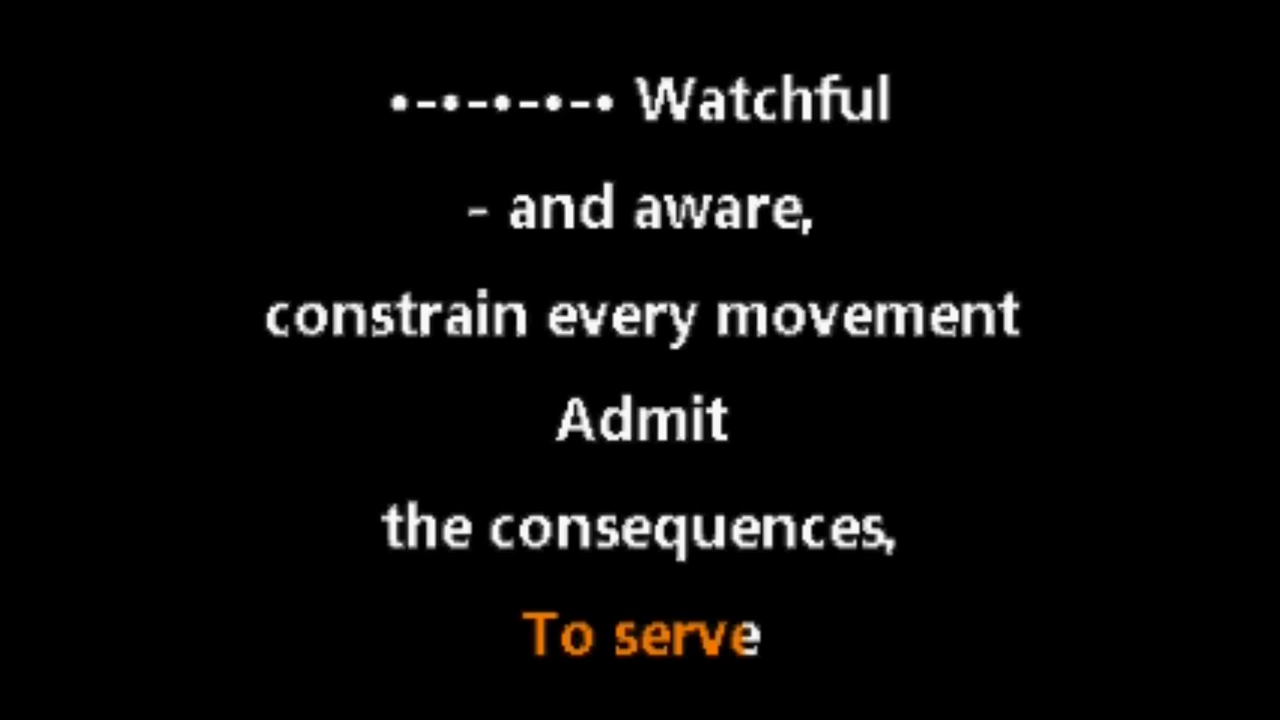 •-•-•-•-• Watchful
- and aware,
constrain every movement
Admit
the consequences,
To serve